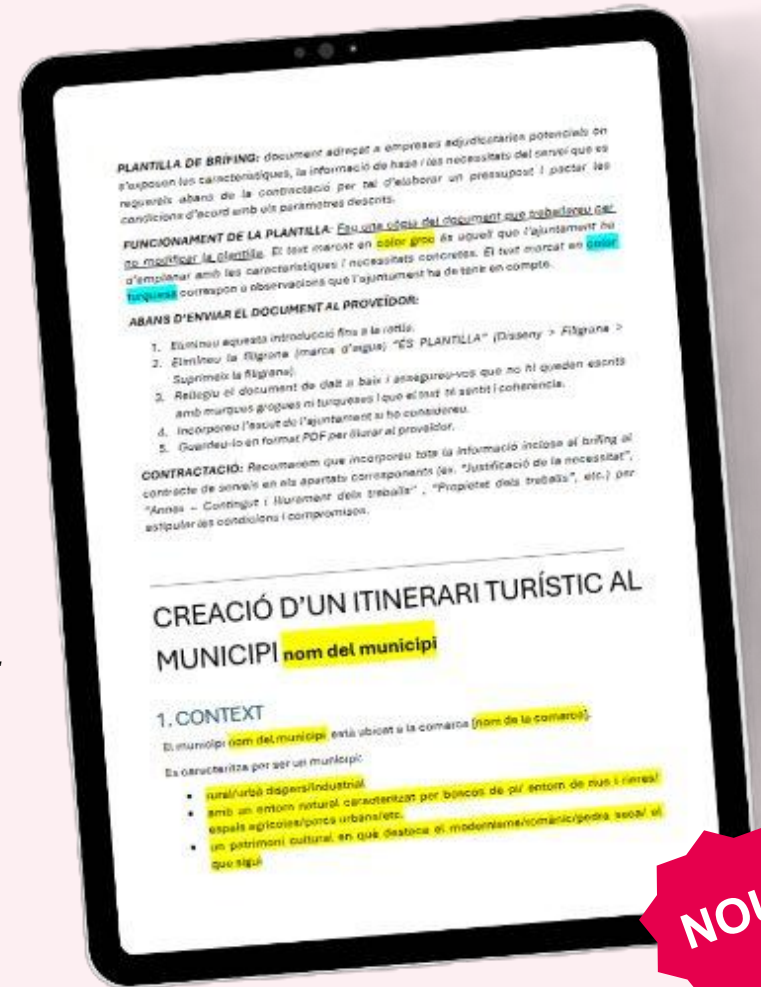 PLANTILLA DE BRÍFING: document adreçat a empreses adjudicatàries potencials on
s'exposen les característiques, la informació de base i les necessitats del servei que es
requereix abans de la contractació per tal d'elaborar un pressupost i pactar les
condicions d'acord amb els paràmetres descrits.
FUNCIONAMENT DE LA PLANTILLA: Feu una còpia del document que treballareu per
no modificar la plantilla. El text marcat en color groc és aquell que l'ajuntament ha
d'emplenar amb les característiques i necessitats concretes. El text marcat en color
turquesa correspon a observacions que l'ajuntament ha de tenir en compte.
ABANS D'ENVIAR EL DOCUMENT AL PROVEÏDOR:
1. Elimineu aquesta introducció fins a la ratlla.
2. Elimineu la filigrana (marca d'aigua) "ÉS PLANTILLA" (Disseny > Filigrana >
Suprimeix la filigrana).
3. Rellegiu el document de dalt a baix i assegureu-vos que no hi queden escrits
amb marques grogues ni turqueses i que el text té sentit i coherència.
4. Incorporeu l'escut de l'ajuntament si ho considereu.
5. Guardeu-lo en format PDF per lliurar al proveïdor.
CONTRACTACIÓ: Recomanem que incorporeu tota la informació inclosa al brífing al
contracte de serveis en els apartats corresponents (ex. "Justificació de la necessitat",
"Annex – Contingut i lliurament dels treballs" , "Propietat dels treballs", etc.) per
estipular les condicions i compromisos.
CREACIÓ D'UN ITINERARI TURÍSTIC AL
MUNICIPI nom del municipi
1. CONTEXT
El municipi nom del municipi està ubicat a la comarca [nom de la comarca].
Es caracteritza per ser un municipi:
• rural/urbà dispers/industrial
• amb un entorn natural caracteritzat per boscos de pi/ entorn de rius i rieres/
espais agrícoles/parcs urbans/etc.
• un patrimoni cultural en què destaca el modernisme/romànic/pedra seca/ el
que sigui
NOU